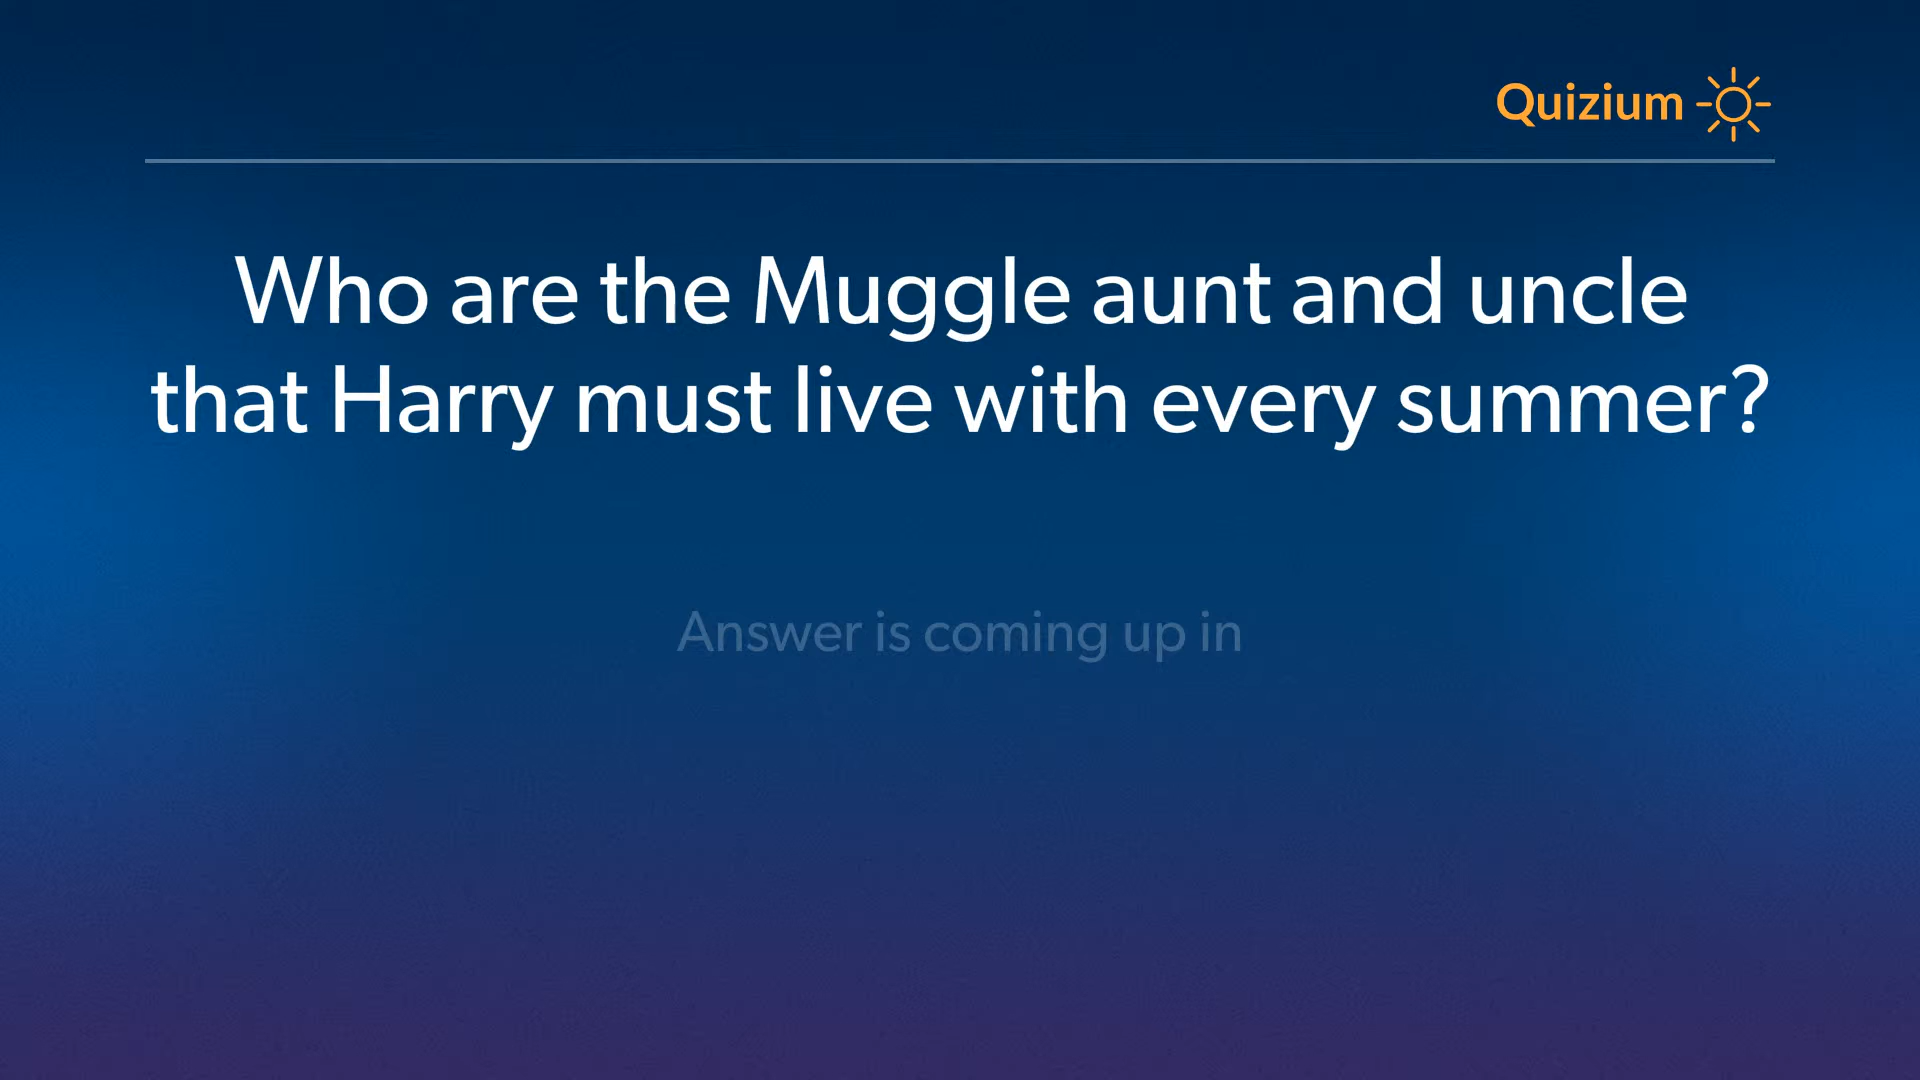 Quizium
Who are the Muggle aunt and uncle
that Harry must live with every summer?
Answer is coming up in